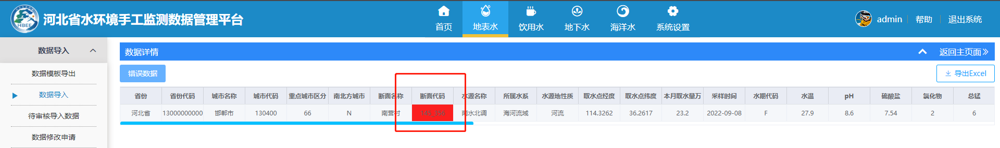 HBEE
河北省水环境手工监测数据管理平台
首页 地表水 饮用水 地下水 海洋水 系统设置
admin 帮助 退出系统
数据导入
数据模板导出
数据导入
待审核导入数据
数据修改申请
数据详情 返回主页面
错误数据 导出Excel
省份 省份代码 城市名称 城市代码 重点城市区分 南北方城市 断面名称 断面代码 水源名称 所属水系 水源地性质 取水点经度 取水点纬度 本月取水量万 采样时间 水期代码 水温 pH 硫酸盐 氯化物 总锰
河北省 13000000000 邯郸市 130400 66 N 南营村 南水北调 海河流域 河流 114.3262 36.2617 23.2 2022-09-08 F 27.9 8.6 7.54 2 6